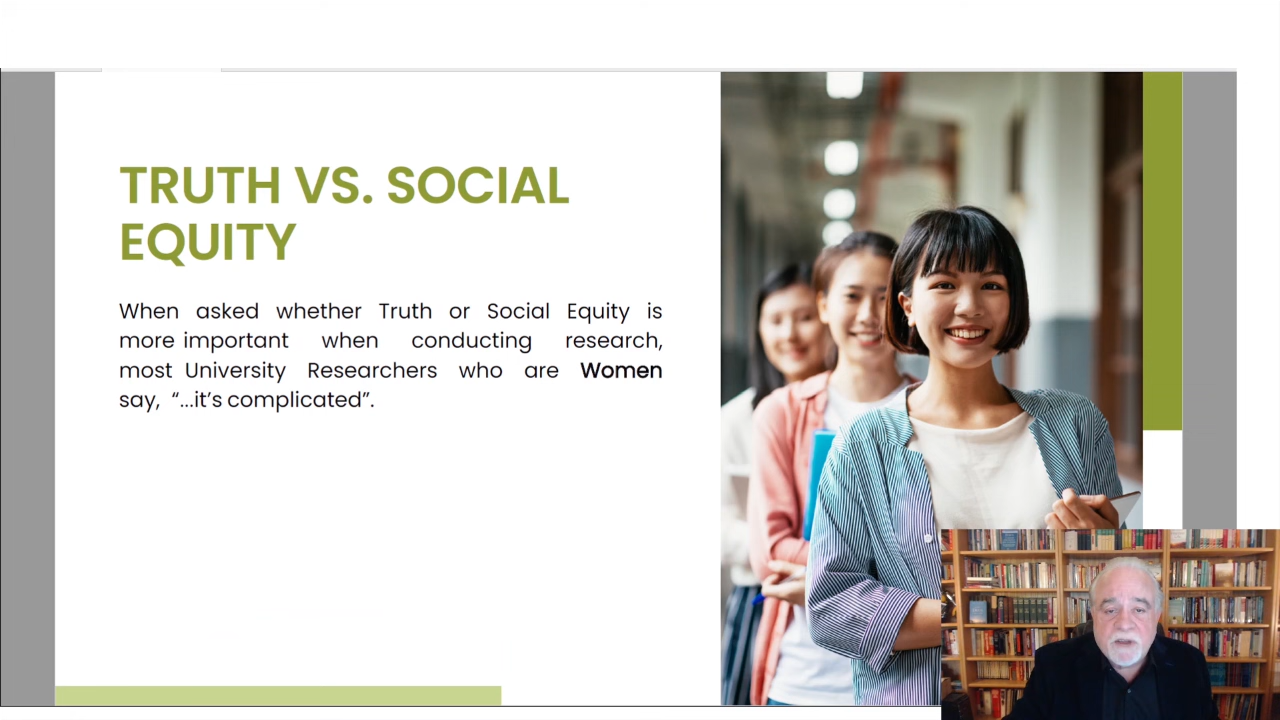 TRUTH VS. SOCIAL
EQUITY
When asked whether Truth or Social Equity is
more important when conducting research,
most University Researchers who are Women
say, “...it’s complicated”.